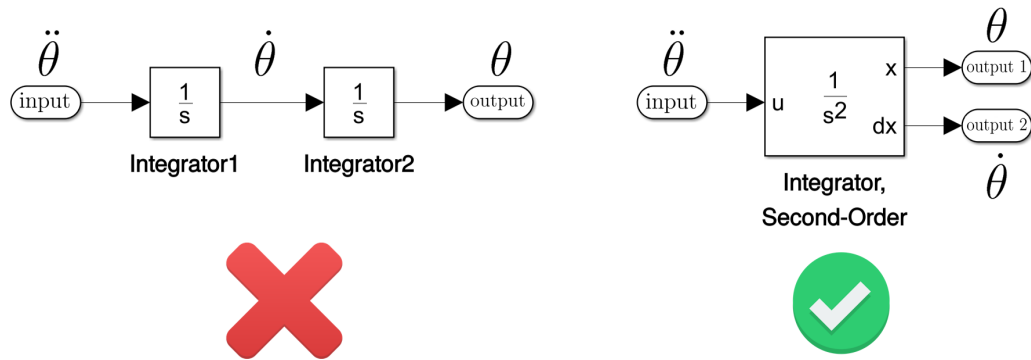 θ̈
θ̇
θ
input
1
s
1
s
output
Integrator1
Integrator2
θ̈
input
u
1
s2
x
dx
θ
output 1
output 2
θ̇
Integrator,
Second-Order